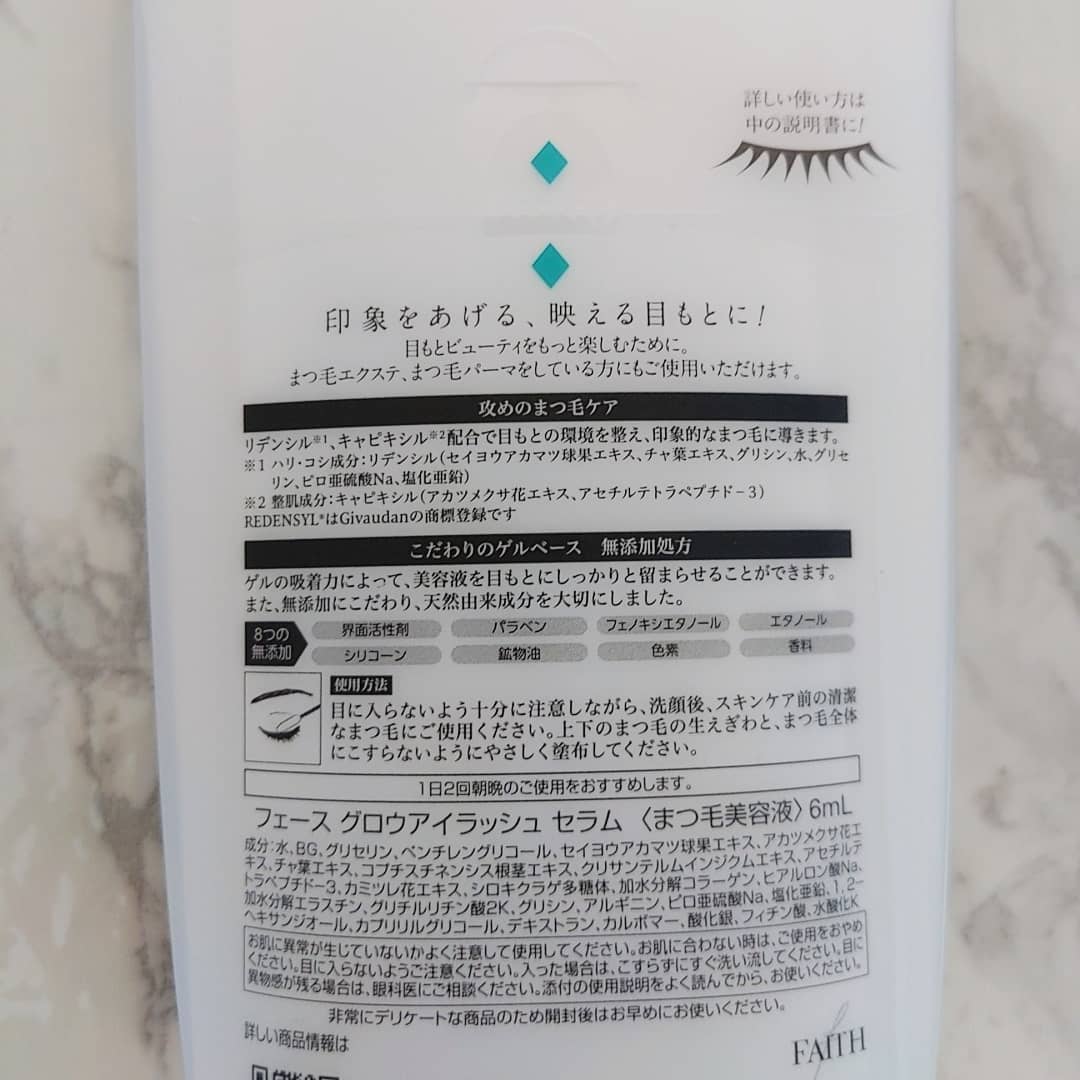 詳しい使い方は
中の説明書に!
印象をあげる、映える目もとに!
目もとビューティをもっと楽しむために。
まつ毛エクステ、まつ毛パーマをしている方にもご使用いただけます。
攻めのまつ毛ケア
リデンシル※1、キャピキシル※2配合で目もとの環境を整え、印象的なまつ毛に導きます。
※1 ハリ・コシ成分:リデンシル(セイヨウアカマツ球果エキス、チャ葉エキス、グリシン、水、グリセ
リン、ピロ亜硫酸Na、塩化亜鉛)
※2 整肌成分:キャピキシル(アカツメクサ花エキス、アセチルテトラペプチド-3)
REDENSYL®はGivaudanの商標登録です
こだわりのゲルベース 無添加処方
ゲルの吸着力によって、美容液を目もとにしっかりと留まらせることができます。
また、無添加にこだわり、天然由来成分を大切にしました。
8つの
無添加
界面活性剤 パラベン フェノキシエタノール エタノール
シリコーン 鉱物油 色素 香料
使用方法
目に入らないよう十分に注意しながら、洗顔後、スキンケア前の清潔
なまつ毛にご使用ください。上下のまつ毛の生えぎわと、まつ毛全体
にこすらないようにやさしく塗布してください。
1日2回朝晩のご使用をおすすめします。
フェース グロウアイラッシュ セラム 〈まつ毛美容液〉6mL
成分:水、BG、グリセリン、ペンチレングリコール、セイヨウアカマツ球果エキス、アカツメクサ花エ
キス、チャ葉エキス、コプチスチネンシス根茎エキス、クリサンテルムインジクムエキス、アセチルテ
トラペプチド-3、カミツレ花エキス、シロキクラゲ多糖体、加水分解コラーゲン、ヒアルロン酸Na、
加水分解エラスチン、グリチルリチン酸2K、グリシン、アルギニン、ピロ亜硫酸Na、塩化亜鉛、1,2-
ヘキサンジオール、カプリリルグリコール、デキストラン、カルボマー、酸化銀、フィチン酸、水酸化K
お肌に異常が生じていないかよく注意して使用してください。お肌に合わない時は、ご使用をおやめ
ください。目に入らないようご注意ください。入った場合は、こすらずにすぐ洗い流してください。目に
異物感が残る場合は、眼科医にご相談ください。添付の使用説明をよく読んでから、お使いください。
非常にデリケートな商品のため開封後はお早めにお使いください。
詳しい商品情報は
FAITH